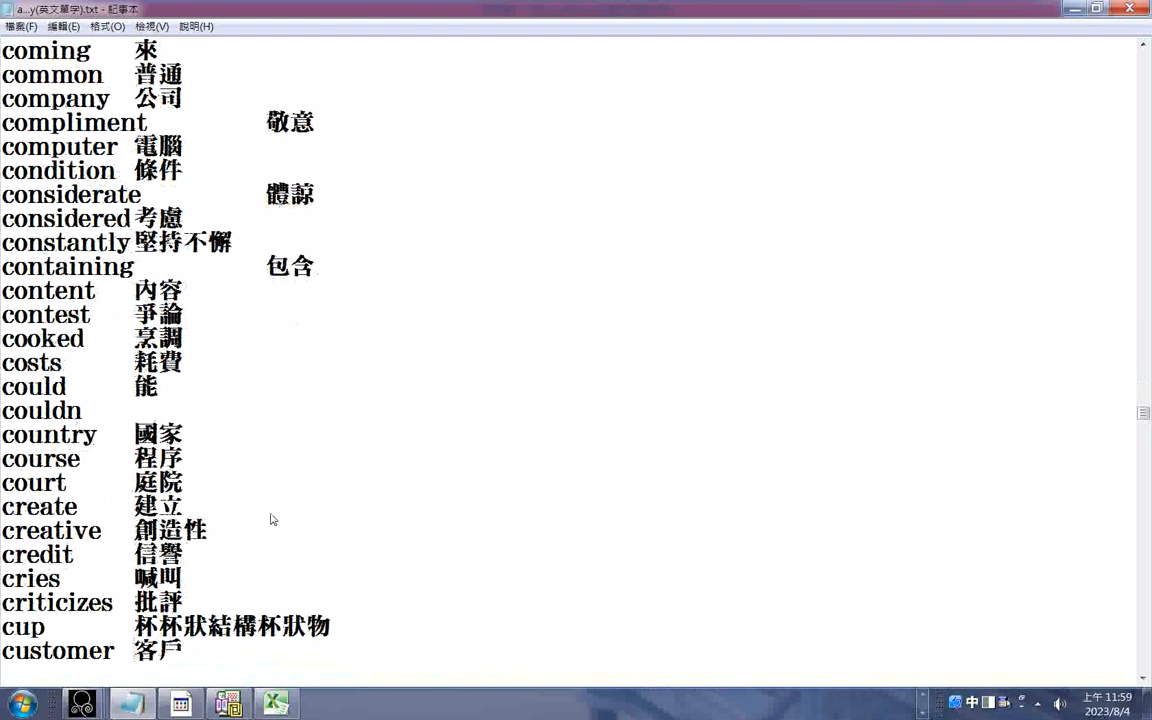 a...y(英文單字).txt - 記事本
檔案(F) 編輯(E) 格式(O) 檢視(V) 說明(H)
coming 來
common 普通
company 公司
compliment 敬意
computer 電腦
condition 條件
considerate 體諒
considered 考慮
constantly 堅持不懈
containing 包含
content 內容
contest 爭論
cooked 烹調
costs 耗費
could 能
couldn
country 國家
course 程序
court 庭院
create 建立
creative 創造性
credit 信譽
cries 喊叫
criticizes 批評
cup 杯杯狀結構杯狀物
customer 客戶
中
上午 11:59
2023/8/4